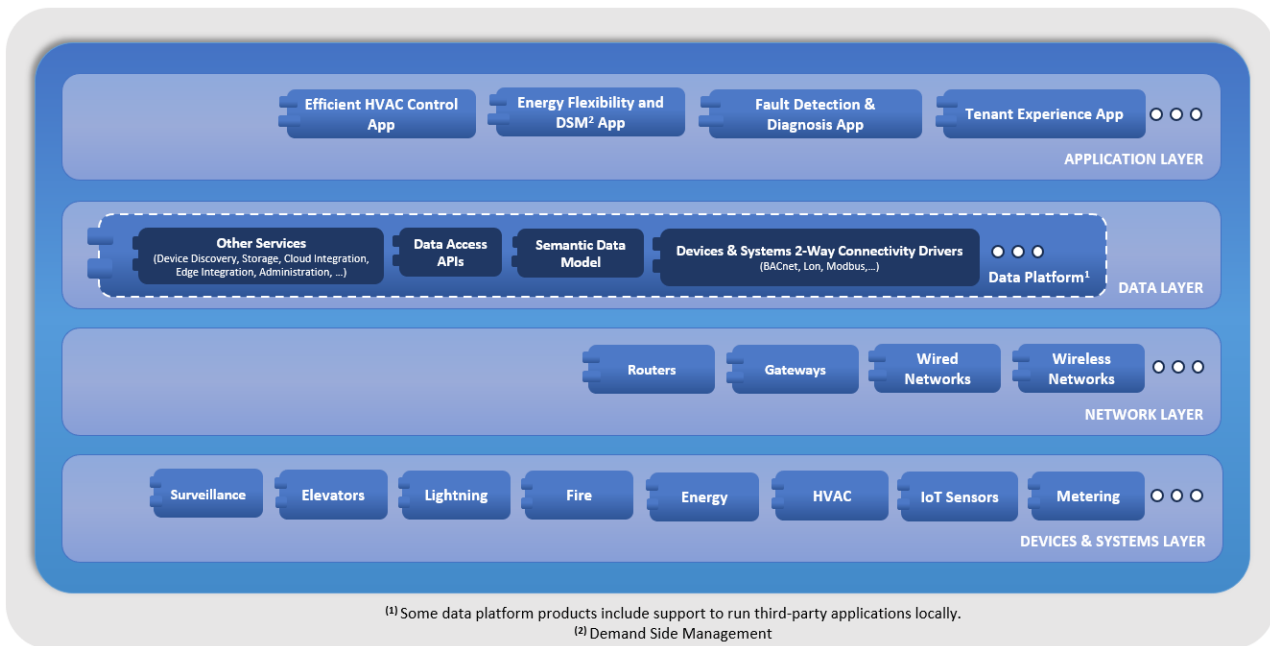 Efficient HVAC Control
App
Energy Flexibility and
DSM² App
Fault Detection &
Diagnosis App
Tenant Experience App
APPLICATION LAYER
Other Services
(Device Discovery, Storage, Cloud Integration,
Edge Integration, Administration, ...)
Data Access
APIs
Semantic Data
Model
Devices & Systems 2-Way Connectivity Drivers
(BACnet, Lon, Modbus,...)
Data Platform¹
DATA LAYER
Routers
Gateways
Wired
Networks
Wireless
Networks
NETWORK LAYER
Surveillance
Elevators
Lightning
Fire
Energy
HVAC
IoT Sensors
Metering
DEVICES & SYSTEMS LAYER
(1) Some data platform products include support to run third-party applications locally.
(2) Demand Side Management